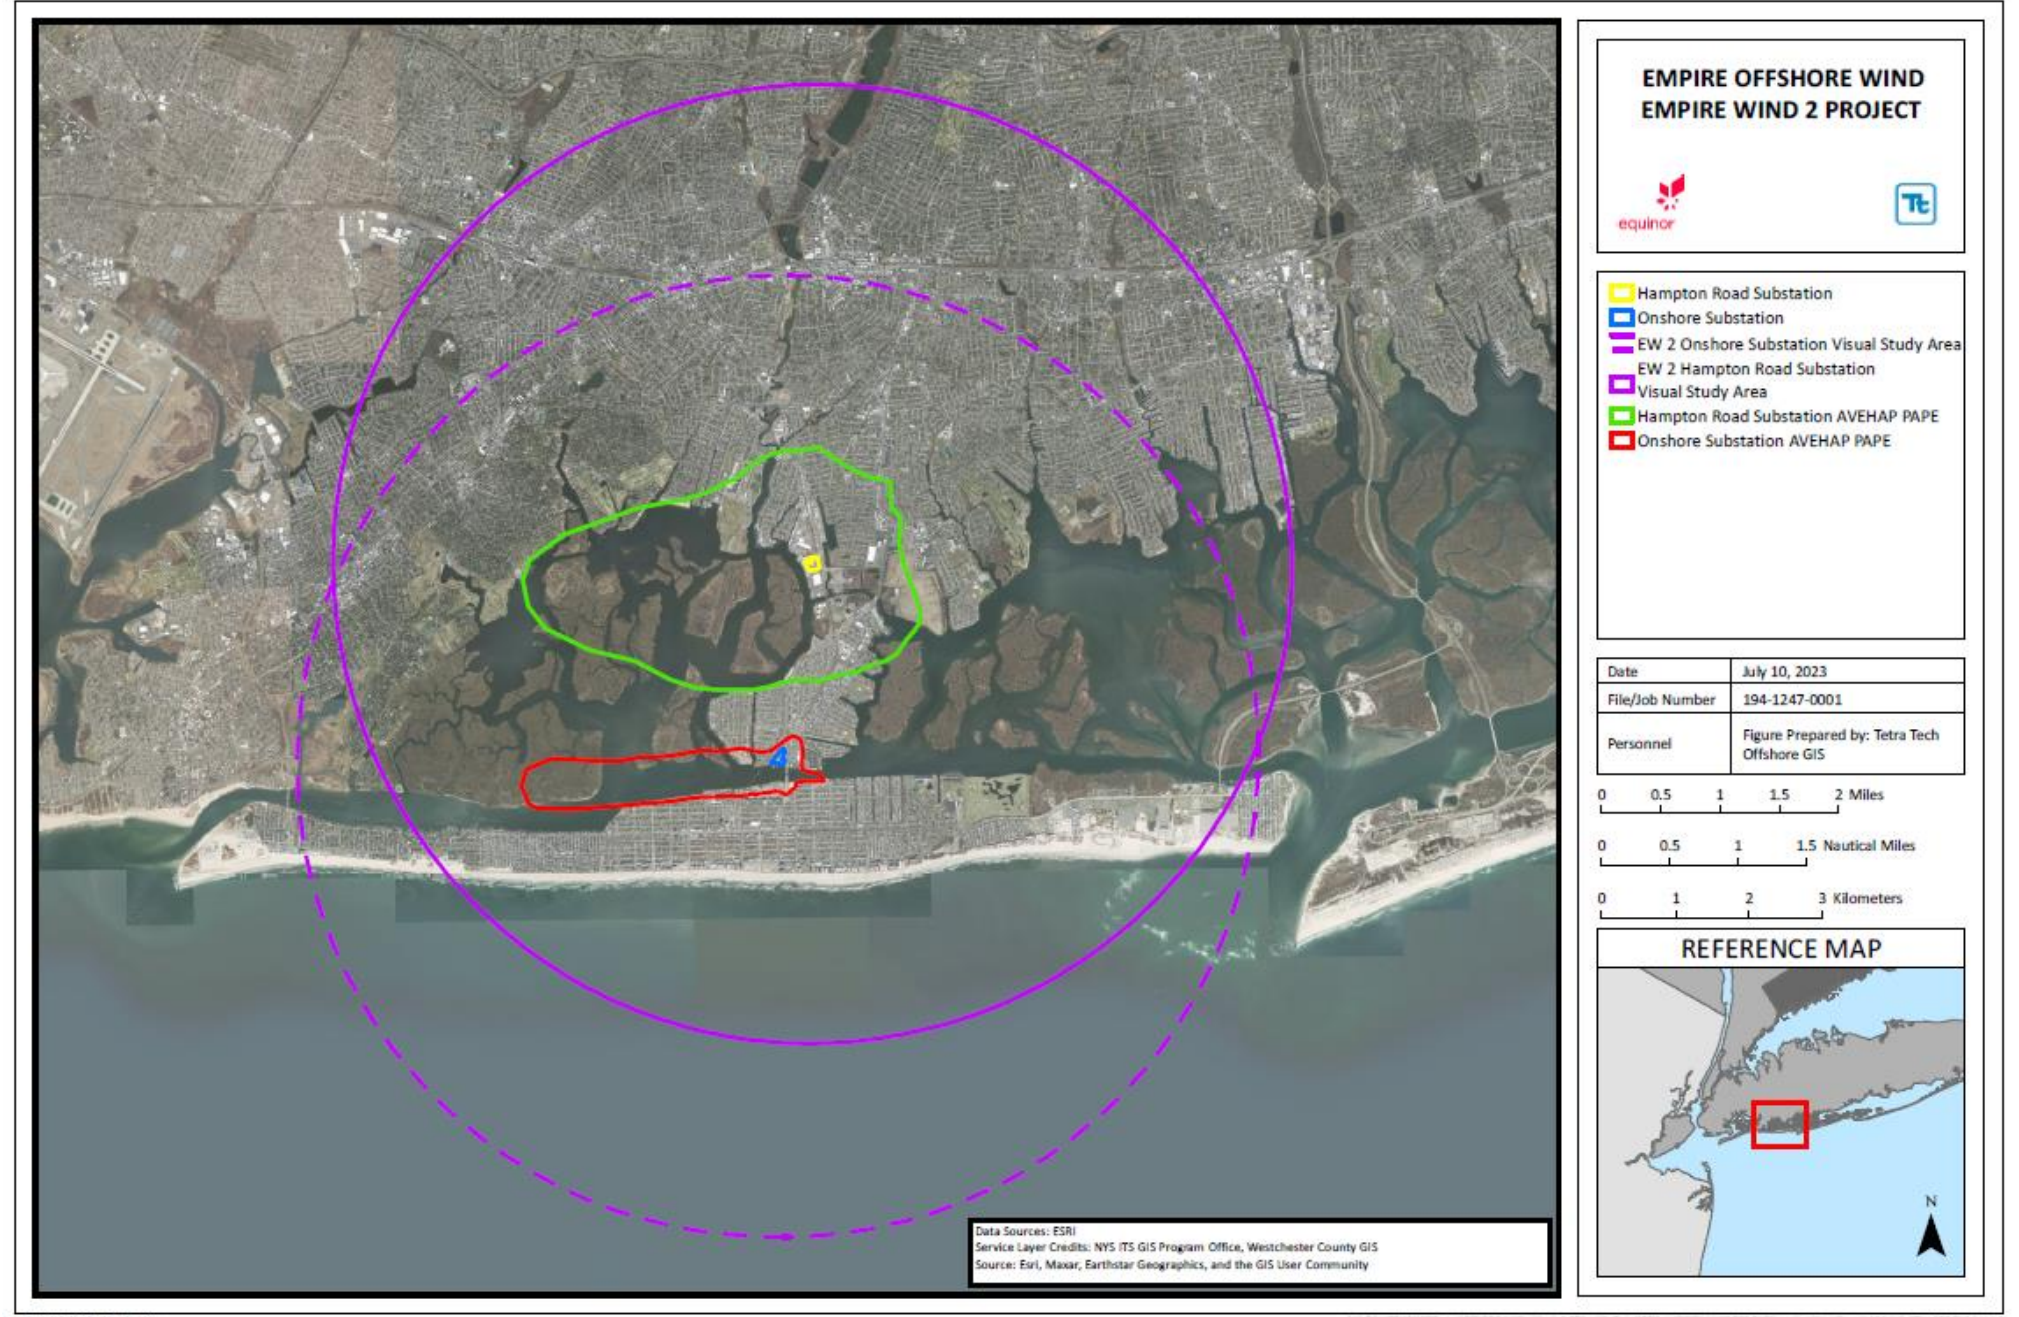 EMPIRE OFFSHORE WIND
EMPIRE WIND 2 PROJECT
equinor
Tt
Hampton Road Substation
Onshore Substation
EW 2 Onshore Substation Visual Study Area
EW 2 Hampton Road Substation
Visual Study Area
Hampton Road Substation AVEHAP PAPE
Onshore Substation AVEHAP PAPE
Date July 10, 2023
File/Job Number 194-1247-0001
Personnel Figure Prepared by: Tetra Tech
Offshore GIS
0 0.5 1 1.5 2 Miles
0 0.5 1 1.5 Nautical Miles
0 1 2 3 Kilometers
REFERENCE MAP
N
Data Sources: ESRI
Service Layer Credits: NYS ITS GIS Program Office, Westchester County GIS
Source: Esri, Maxar, Earthstar Geographics, and the GIS User Community